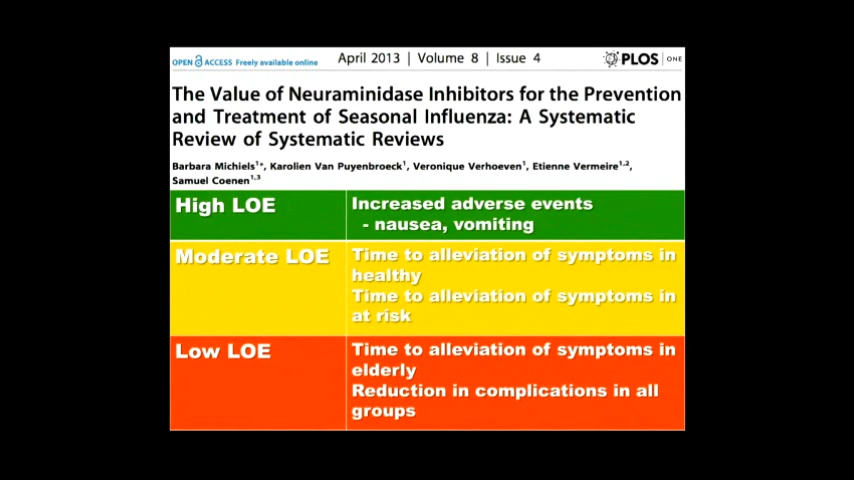 OPEN ACCESS Freely available online
April 2013 | Volume 8 | Issue 4
PLOS | ONE
The Value of Neuraminidase Inhibitors for the Prevention
and Treatment of Seasonal Influenza: A Systematic
Review of Systematic Reviews
Barbara Michiels1*, Karolien Van Puyenbroeck1, Veronique Verhoeven1, Etienne Vermeire1,2,
Samuel Coenen1,3
High LOE
Increased adverse events
- nausea, vomiting
Moderate LOE
Time to alleviation of symptoms in
healthy
Time to alleviation of symptoms in
at risk
Low LOE
Time to alleviation of symptoms in
elderly
Reduction in complications in all
groups